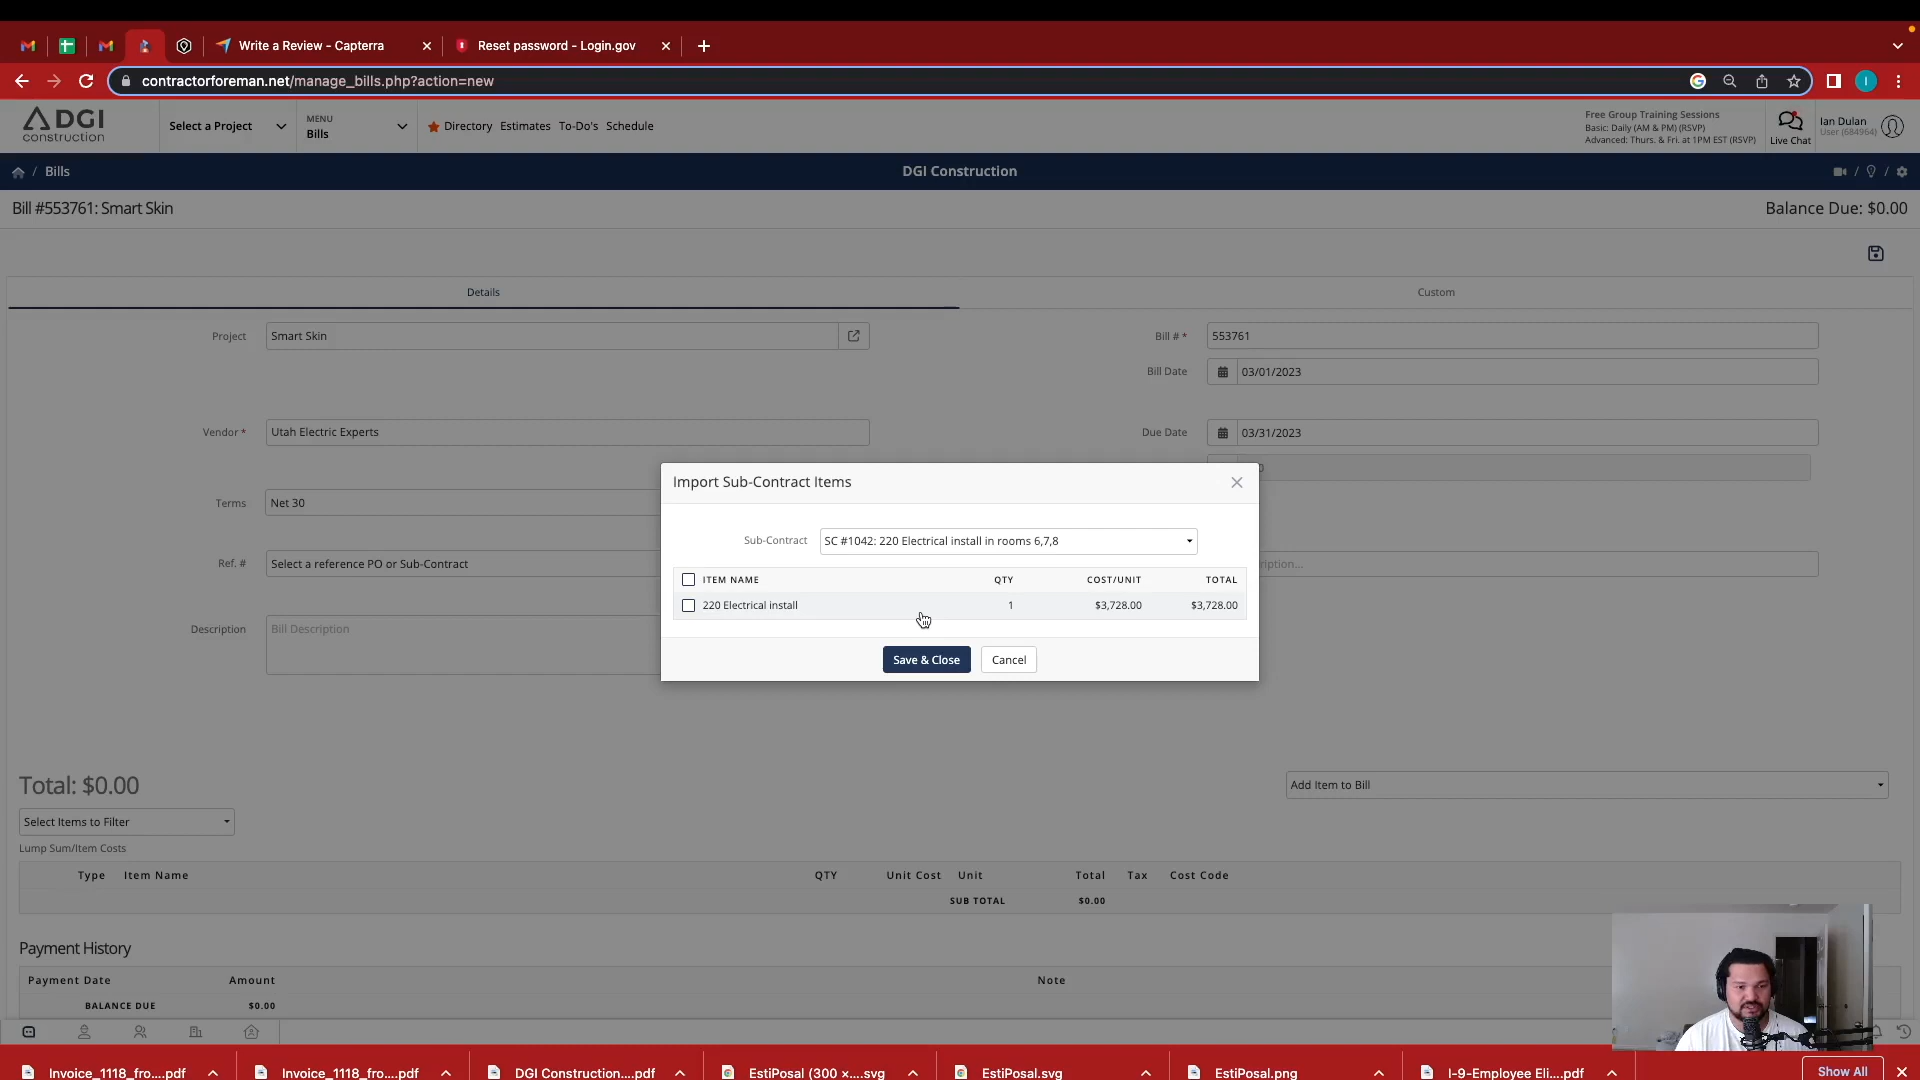 Write a Review - Capterra
Reset password - Login.gov
contractorforeman.net/manage_bills.php?action=new
DGI
construction
Select a Project
MENU
Bills
Directory Estimates To-Do's Schedule
Free Group Training Sessions
Basic: Daily (AM & PM) (RSVP)
Advanced: Thurs. & Fri. at 1PM EST (RSVP)
Live Chat
Ian Dulan
User (684964)
I
/ Bills
DGI Construction
/ /
Bill #553761: Smart Skin
Balance Due: $0.00
Details
Custom
Project
Smart Skin
Bill # *
553761
Bill Date
03/01/2023
Vendor *
Utah Electric Experts
Due Date
03/31/2023
Import Sub-Contract Items
Terms
Net 30
Sub-Contract
SC #1042: 220 Electrical install in rooms 6,7,8
Ref. #
Select a reference PO or Sub-Contract
ITEM NAME QTY COST/UNIT TOTAL
220 Electrical install 1 $3,728.00 $3,728.00
Description
Bill Description
Save & Close
Cancel
Total: $0.00
Add Item to Bill
Select Items to Filter
Lump Sum/Item Costs
Type Item Name QTY Unit Cost Unit Total Tax Cost Code
SUB TOTAL $0.00
Payment History
Payment Date Amount Note
BALANCE DUE $0.00
Invoice_1118_fro....pdf
Invoice_1118_fro....pdf
DGI Construction....pdf
EstiPosal (300 ×....svg
EstiPosal.svg
EstiPosal.png
I-9-Employee Eli....pdf
Show All